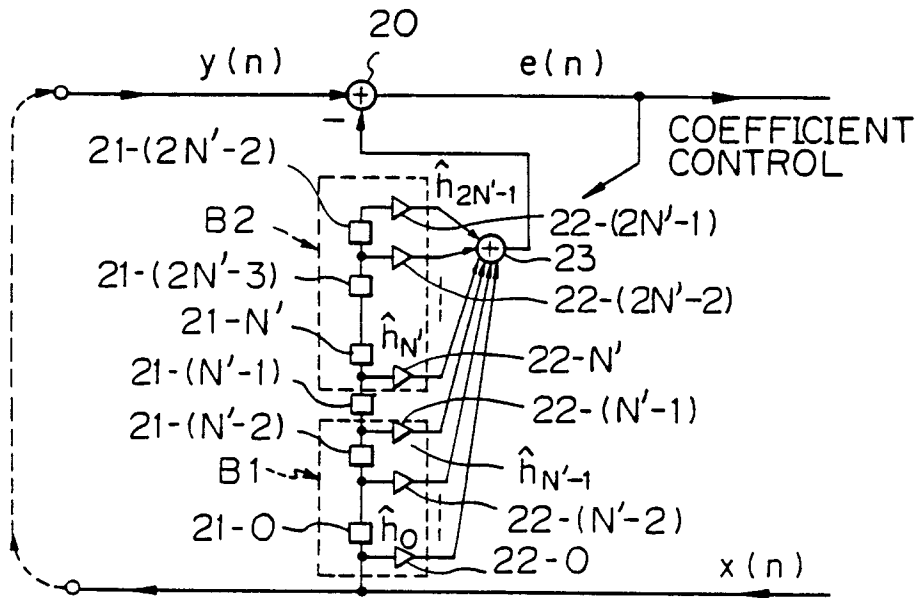 20
y(n)
e(n)
+
−
COEFFICIENT
CONTROL
21-(2N'-2)
ĥ2N'-1
B2
22-(2N'-1)
+
23
21-(2N'-3)
22-(2N'-2)
21-N'
ĥN'
22-N'
21-(N'-1)
22-(N'-1)
21-(N'-2)
B1
ĥN'-1
22-(N'-2)
21-0
ĥ0
22-0
x(n)